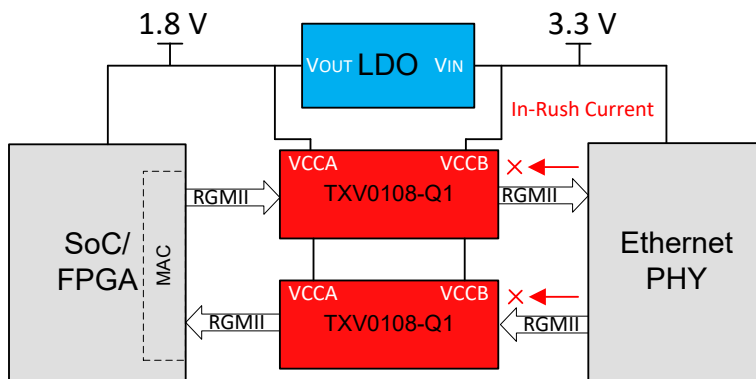 1.8 V
3.3 V
VOUT LDO VIN
In-Rush Current
VCCA VCCB
TXV0108-Q1
RGMII
RGMII
SoC/
FPGA
MAC
Ethernet
PHY
VCCA VCCB
TXV0108-Q1
RGMII
RGMII